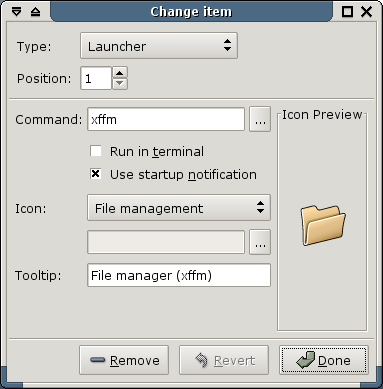 Change item
Type: Launcher
Position: 1
Command: xffm ...
Icon Preview
Run in terminal
Use startup notification
Icon: File management
...
Tooltip: File manager (xffm)
Remove Revert Done